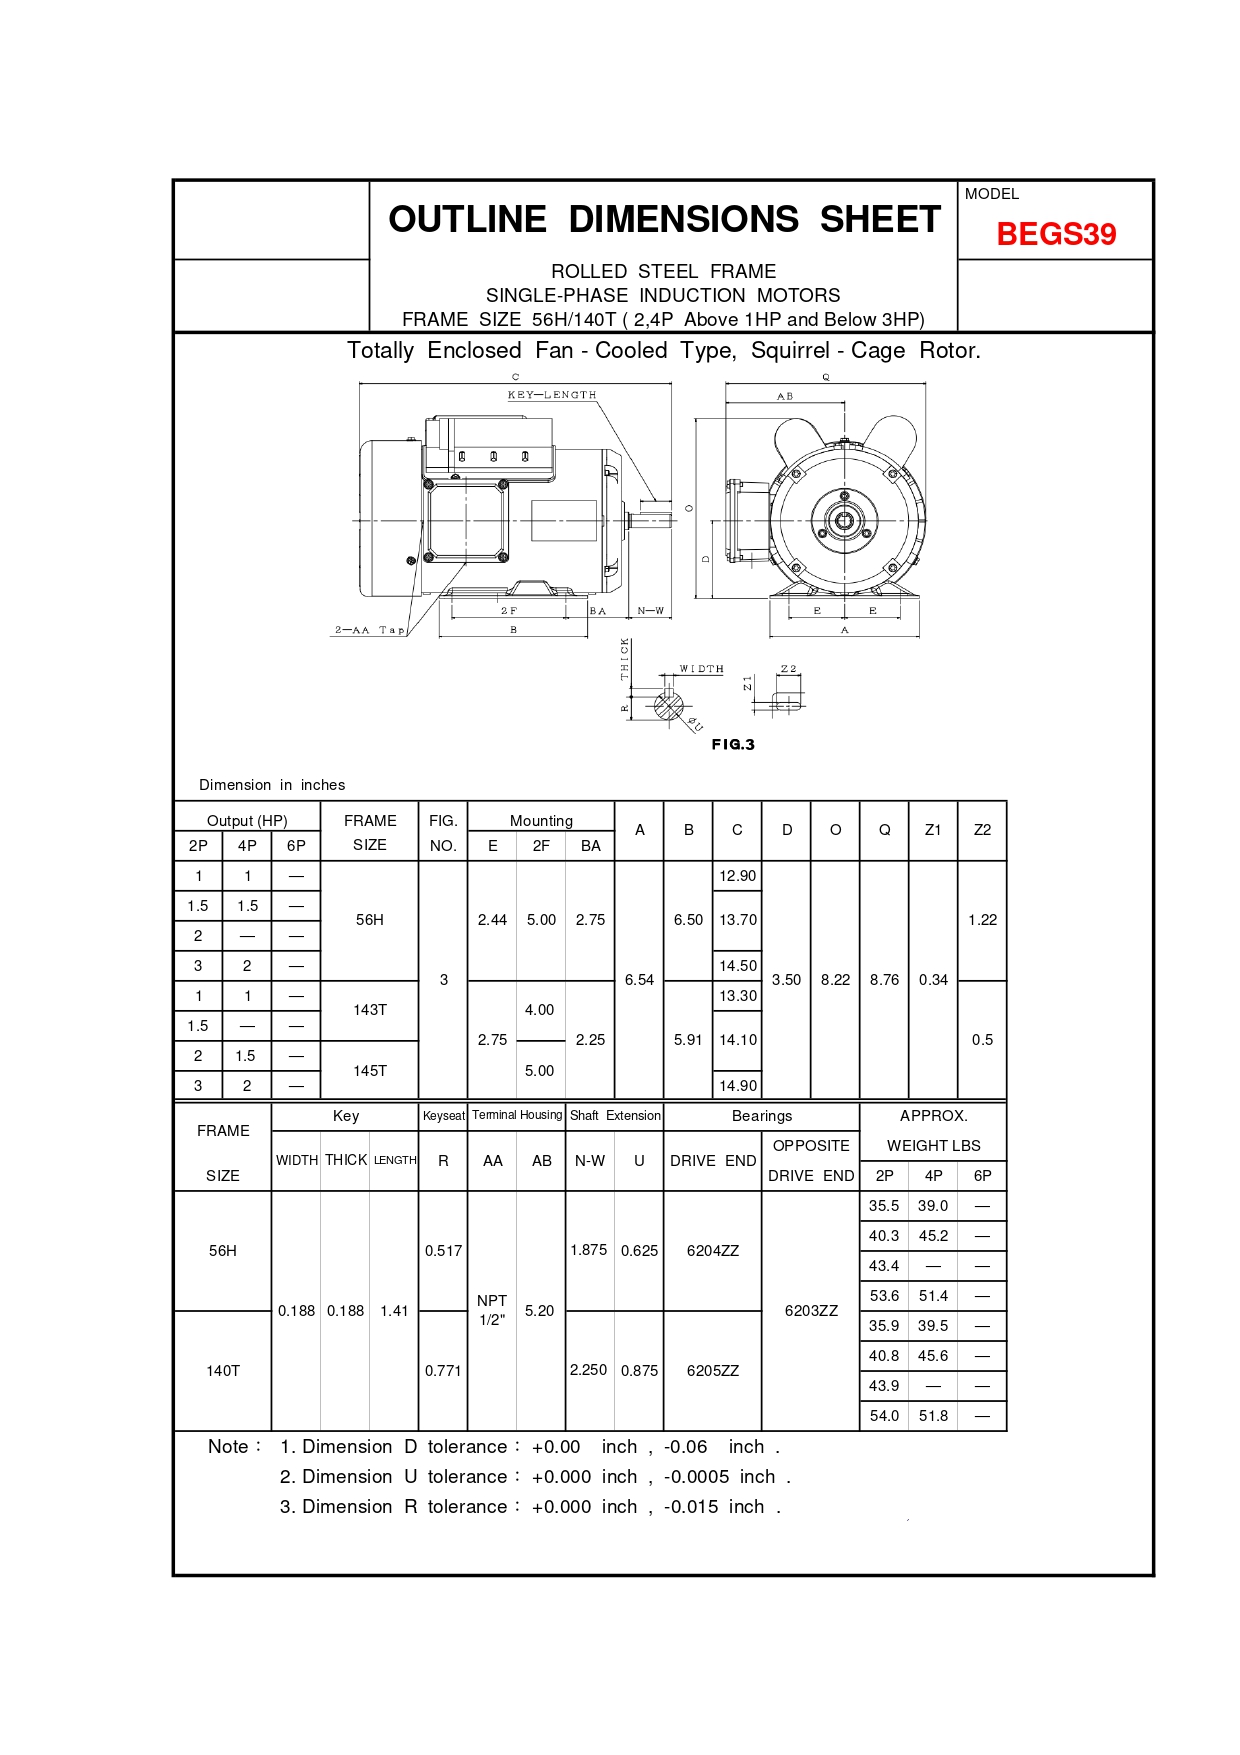 OUTLINE DIMENSIONS SHEET
MODEL
BEGS39
ROLLED STEEL FRAME
SINGLE-PHASE INDUCTION MOTORS
FRAME SIZE 56H/140T ( 2,4P Above 1HP and Below 3HP)
Totally Enclosed Fan - Cooled Type, Squirrel - Cage Rotor.
C
KEY-LENGTH
Q
AB
O
D
2F
BA
N-W
E
E
2-AA Tap
B
A
THICK
WIDTH
R
ØU
Z1
Z2
FIG.3
Dimension in inches
Output (HP) FRAME FIG. Mounting A B C D O Q Z1 Z2
2P 4P 6P SIZE NO. E 2F BA
1 1 — 12.90
1.5 1.5 —
56H 2.44 5.00 2.75 6.50 13.70 1.22
2 — —
3 2 — 14.50
3 6.54 3.50 8.22 8.76 0.34
1 1 — 13.30
143T 4.00
1.5 — —
2.75 2.25 5.91 14.10 0.5
2 1.5 —
145T 5.00
3 2 — 14.90
FRAME Key Keyseat Terminal Housing Shaft Extension Bearings APPROX.
SIZE WIDTH THICK LENGTH R AA AB N-W U DRIVE END OPPOSITE WEIGHT LBS
DRIVE END 2P 4P 6P
35.5 39.0 —
40.3 45.2 —
56H 0.517 1.875 0.625 6204ZZ
43.4 — —
53.6 51.4 —
0.188 0.188 1.41 NPT 5.20 6203ZZ
1/2"
35.9 39.5 —
40.8 45.6 —
140T 0.771 2.250 0.875 6205ZZ
43.9 — —
54.0 51.8 —
Note : 1. Dimension D tolerance : +0.00 inch , -0.06 inch .
2. Dimension U tolerance : +0.000 inch , -0.0005 inch .
3. Dimension R tolerance : +0.000 inch , -0.015 inch .